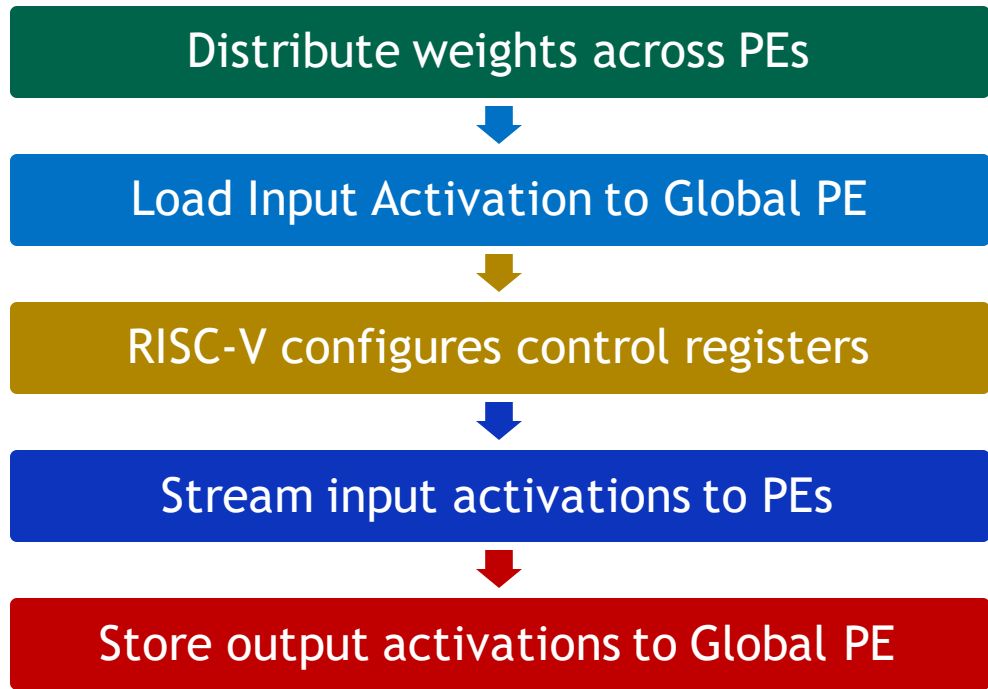 Distribute weights across PEs
Load Input Activation to Global PE
RISC-V configures control registers
Stream input activations to PEs
Store output activations to Global PE